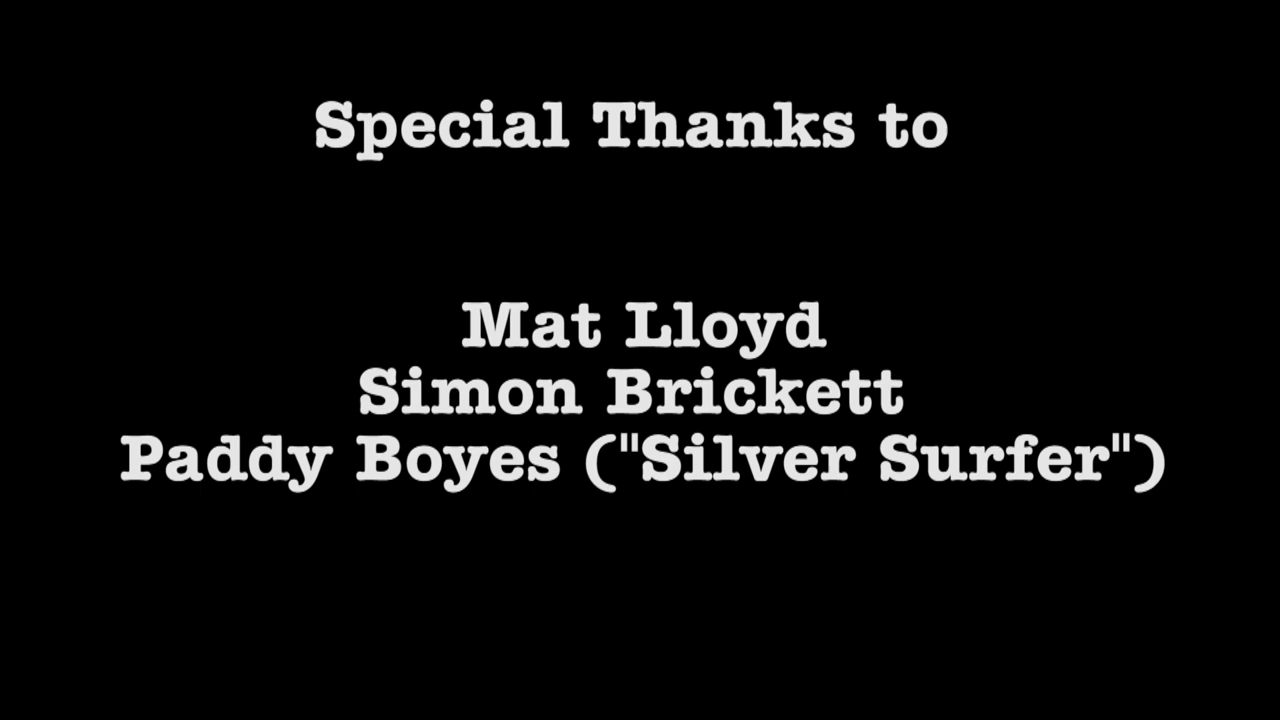 Special Thanks to
Mat Lloyd
Simon Brickett
Paddy Boyes ("Silver Surfer")